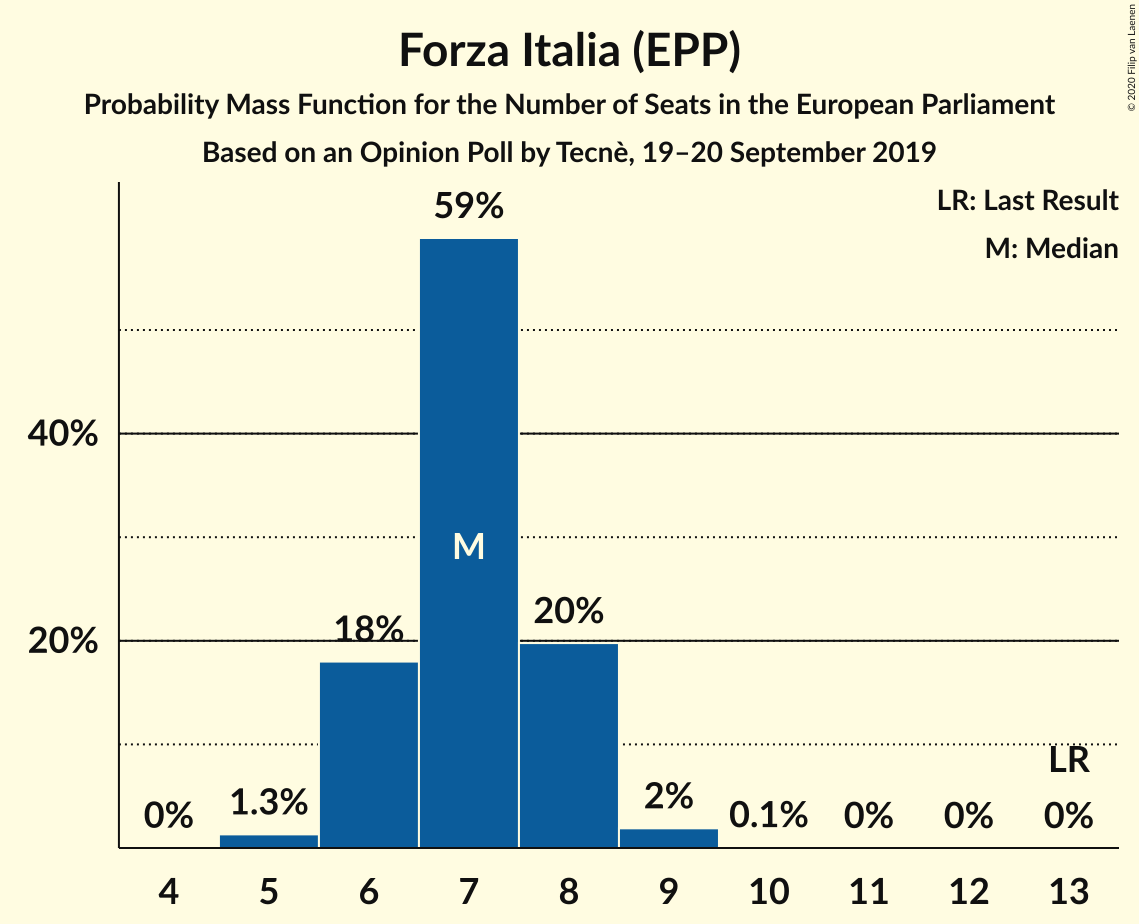 Forza Italia (EPP)
Probability Mass Function for the Number of Seats in the European Parliament
Based on an Opinion Poll by Tecnè, 19–20 September 2019
© 2020 Filip van Laenen
LR: Last Result
M: Median
59%
40%
M
20%
18%
20%
LR
0%
1.3%
2%
0.1%
0%
0%
0%
4 5 6 7 8 9 10 11 12 13